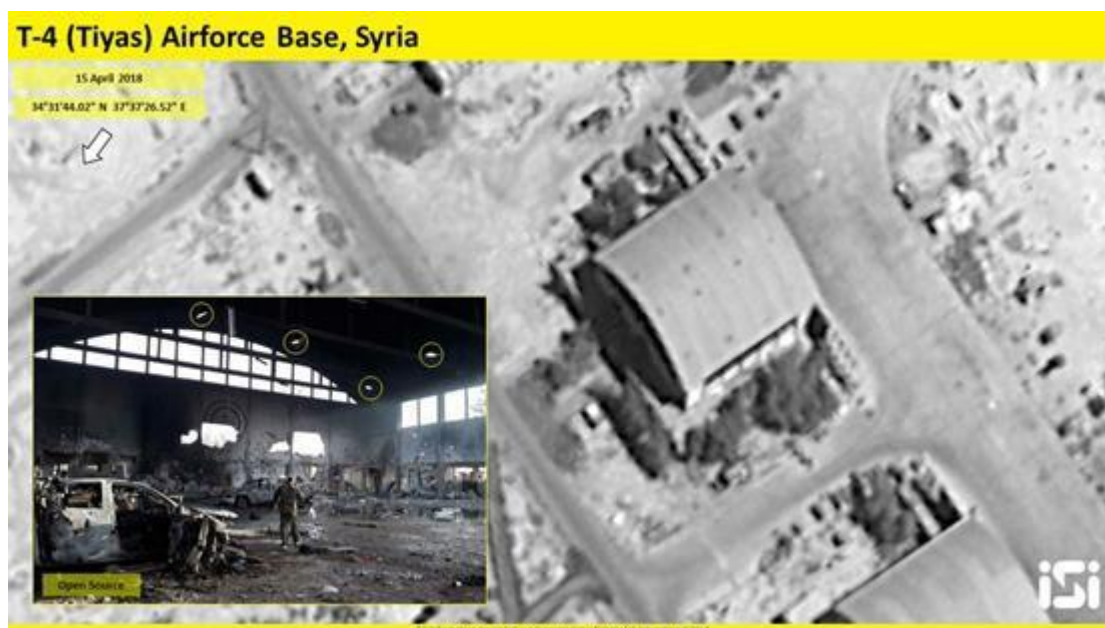 T-4 (Tiyas) Airforce Base, Syria
15 April 2018
34°31'44.02" N 37°37'26.52" E
Open Source
iSi